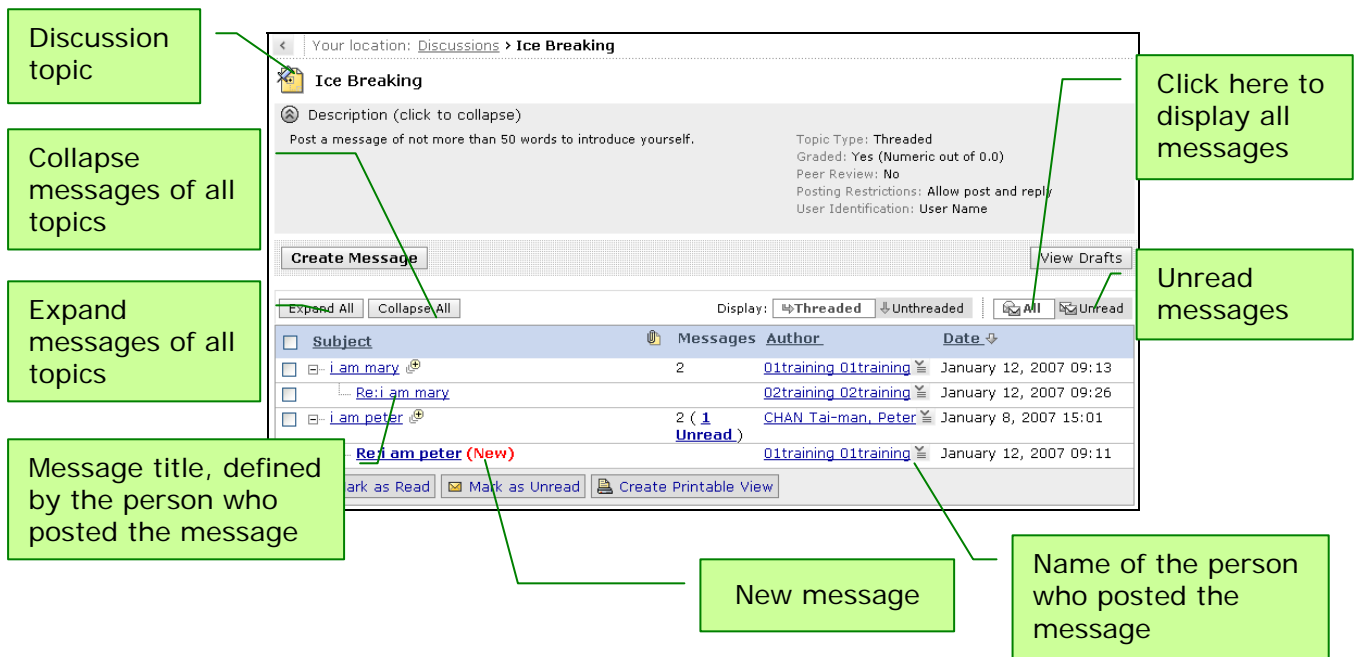 Discussion
topic
Collapse
messages of all
topics
Expand
messages of all
topics
Message title, defined
by the person who
posted the message
Your location: Discussions › Ice Breaking
Ice Breaking
Description (click to collapse)
Post a message of not more than 50 words to introduce yourself.
Topic Type: Threaded
Graded: Yes (Numeric out of 0.0)
Peer Review: No
Posting Restrictions: Allow post and reply
User Identification: User Name
Create Message View Drafts
Expand All Collapse All Display: Threaded Unthreaded All Unread
Subject Messages Author Date
i am mary 2 01training 01training January 12, 2007 09:13
Re:i am mary 02training 02training January 12, 2007 09:26
i am peter 2 ( 1 CHAN Tai-man, Peter January 8, 2007 15:01
Unread )
Re:i am peter (New) 01training 01training January 12, 2007 09:11
ark as Read Mark as Unread Create Printable View
Click here to
display all
messages
Unread
messages
New message
Name of the person
who posted the
message